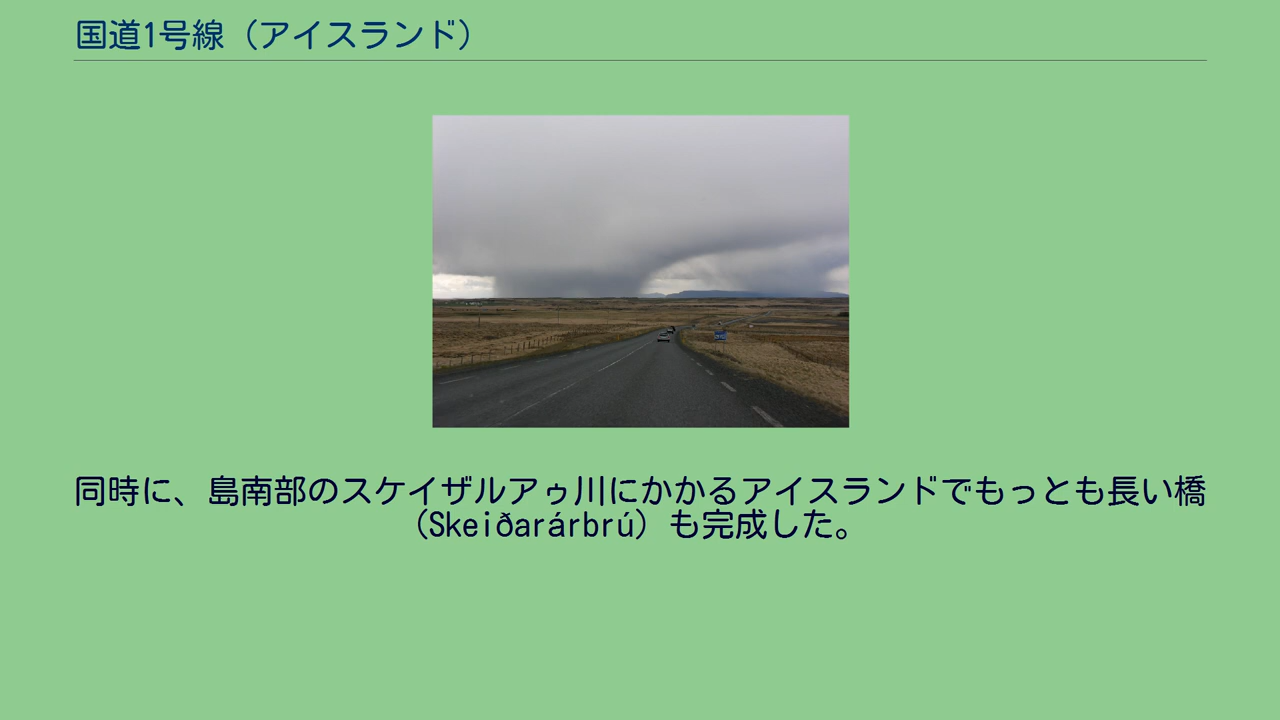 国道1号線（アイスランド）
同時に、島南部のスケイザルアゥ川にかかるアイスランドでもっとも長い橋
（Skeiðarárbrú）も完成した。